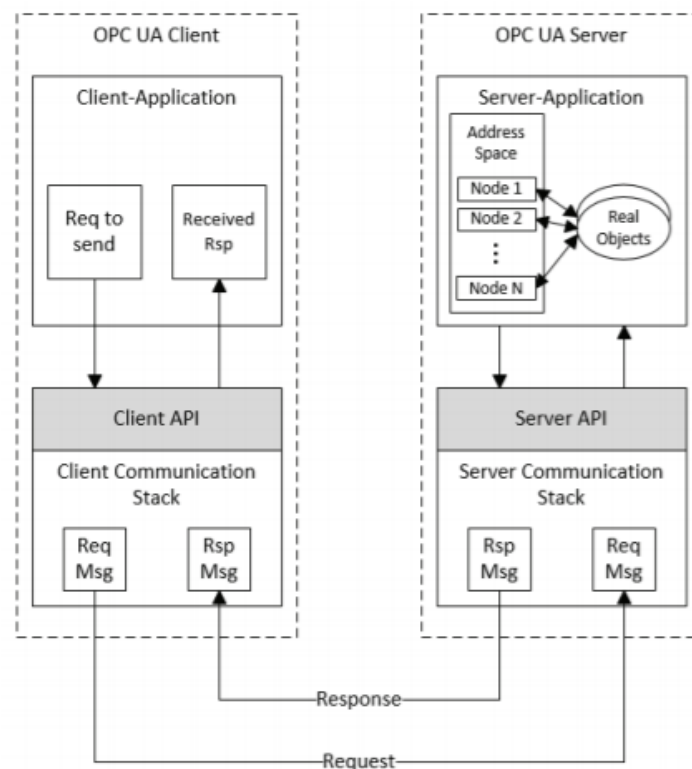 OPC UA Client
Client-Application
Req to
send
Received
Rsp
Client API
Client Communication
Stack
Req
Msg
Rsp
Msg
OPC UA Server
Server-Application
Address
Space
Node 1
Node 2
⋮
Node N
Real
Objects
Server API
Server Communication
Stack
Rsp
Msg
Req
Msg
Response
Request